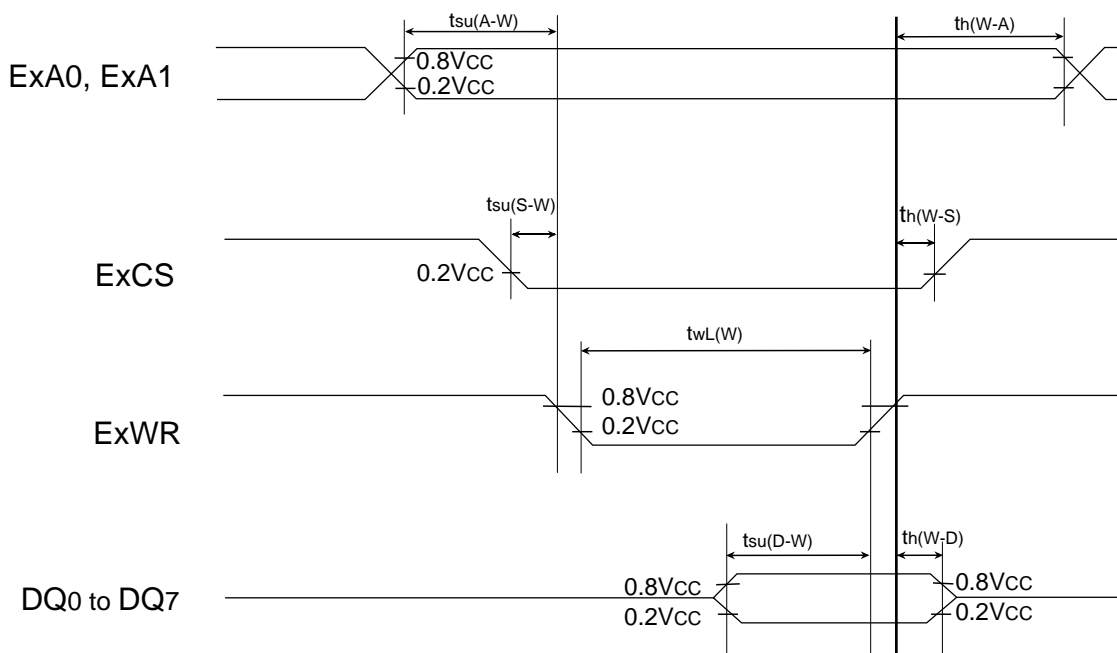 tsu(A-W)
th(W-A)
ExA0, ExA1
0.8VCC
0.2VCC
tsu(S-W)
th(W-S)
ExCS
0.2VCC
twL(W)
ExWR
0.8VCC
0.2VCC
tsu(D-W)
th(W-D)
DQ0 to DQ7
0.8VCC
0.8VCC
0.2VCC
0.2VCC